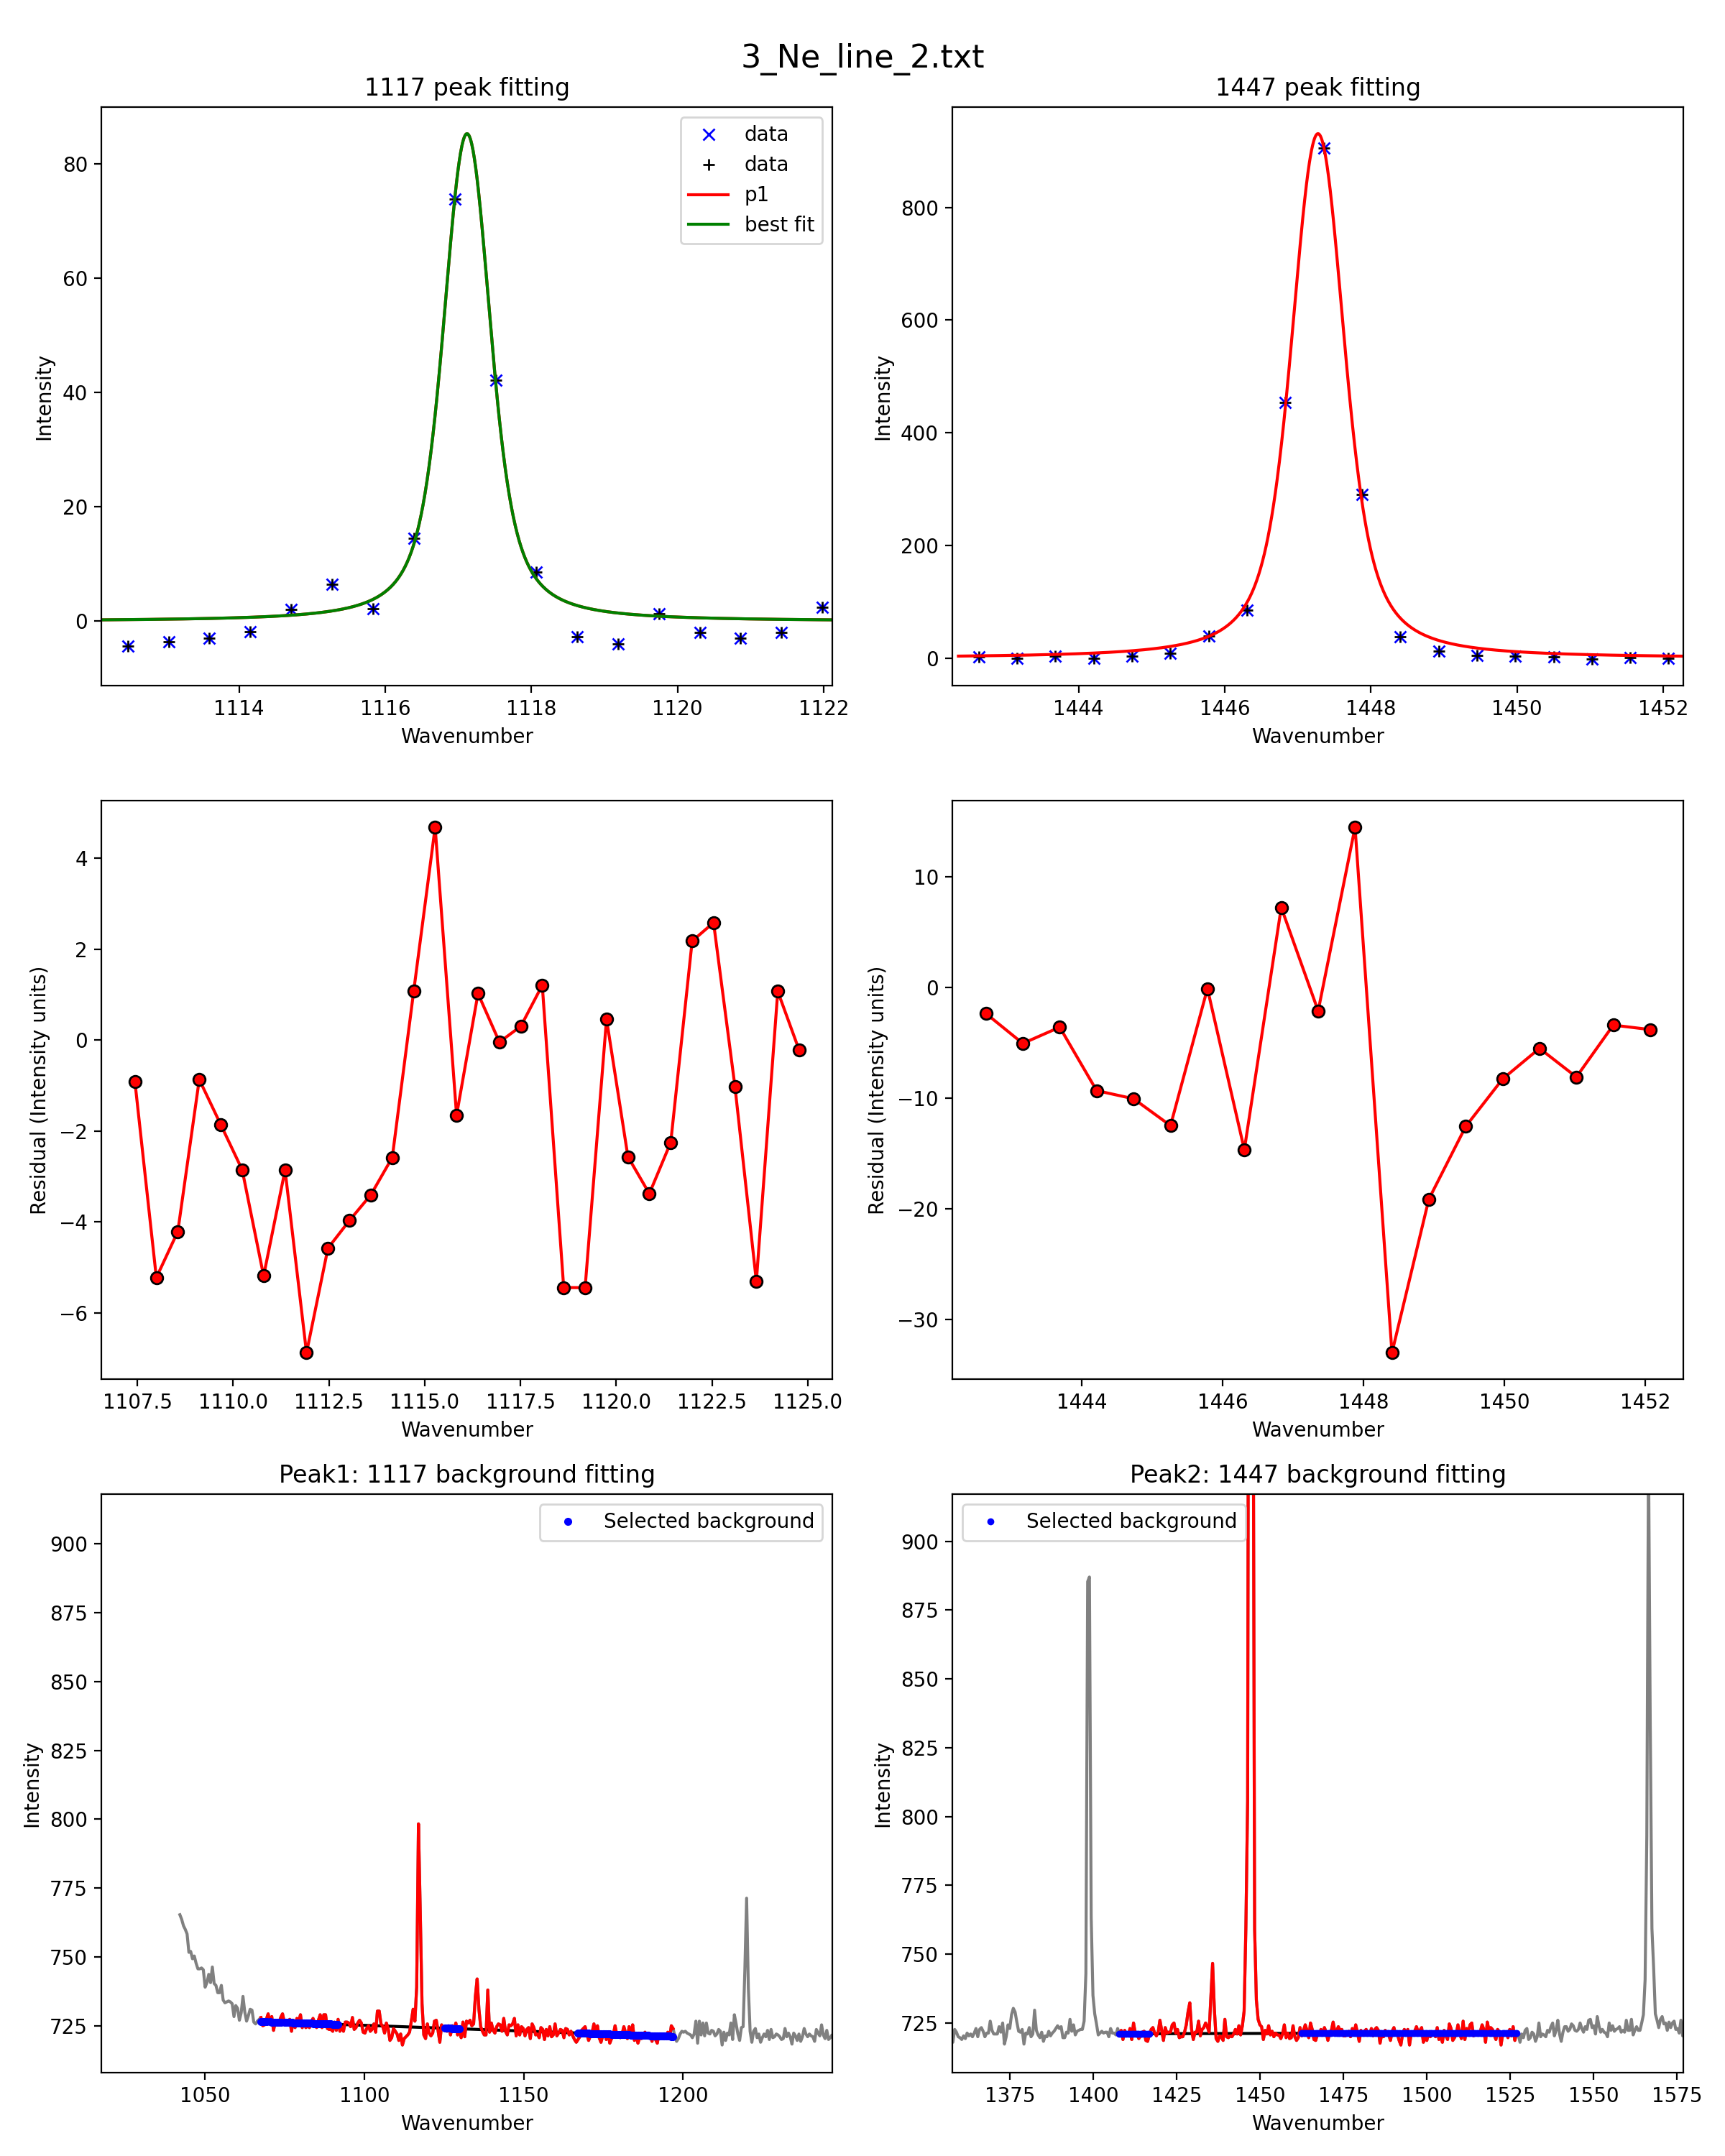 3_Ne_line_2.txt
1117 peak fitting
data
data
p1
best fit
80
60
40
20
0
Intensity
1114 1116 1118 1120 1122
Wavenumber
1447 peak fitting
800
600
400
200
0
Intensity
1444 1446 1448 1450 1452
Wavenumber
4
2
0
−2
−4
−6
Residual (Intensity units)
1107.5 1110.0 1112.5 1115.0 1117.5 1120.0 1122.5 1125.0
Wavenumber
10
0
−10
−20
−30
Residual (Intensity units)
1444 1446 1448 1450 1452
Wavenumber
Peak1: 1117 background fitting
Selected background
900
875
850
825
800
775
750
725
Intensity
1050 1100 1150 1200
Wavenumber
Peak2: 1447 background fitting
Selected background
900
875
850
825
800
775
750
725
Intensity
1375 1400 1425 1450 1475 1500 1525 1550 1575
Wavenumber